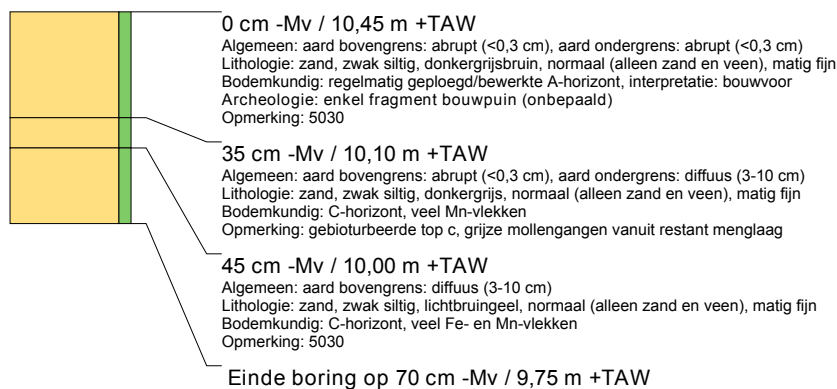 0 cm -Mv / 10,45 m +TAW
Algemeen: aard bovengrens: abrupt (<0,3 cm), aard ondergrens: abrupt (<0,3 cm)
Lithologie: zand, zwak siltig, donkergrijsbruin, normaal (alleen zand en veen), matig fijn
Bodemkundig: regelmatig geploegd/bewerkte A-horizont, interpretatie: bouwvoor
Archeologie: enkel fragment bouwpuin (onbepaald)
Opmerking: 5030
35 cm -Mv / 10,10 m +TAW
Algemeen: aard bovengrens: abrupt (<0,3 cm), aard ondergrens: diffuus (3-10 cm)
Lithologie: zand, zwak siltig, donkergrijs, normaal (alleen zand en veen), matig fijn
Bodemkundig: C-horizont, veel Mn-vlekken
Opmerking: gebioturbeerde top c, grijze mollengangen vanuit restant menglaag
45 cm -Mv / 10,00 m +TAW
Algemeen: aard bovengrens: diffuus (3-10 cm)
Lithologie: zand, zwak siltig, lichtbruingeel, normaal (alleen zand en veen), matig fijn
Bodemkundig: C-horizont, veel Fe- en Mn-vlekken
Opmerking: 5030
Einde boring op 70 cm -Mv / 9,75 m +TAW